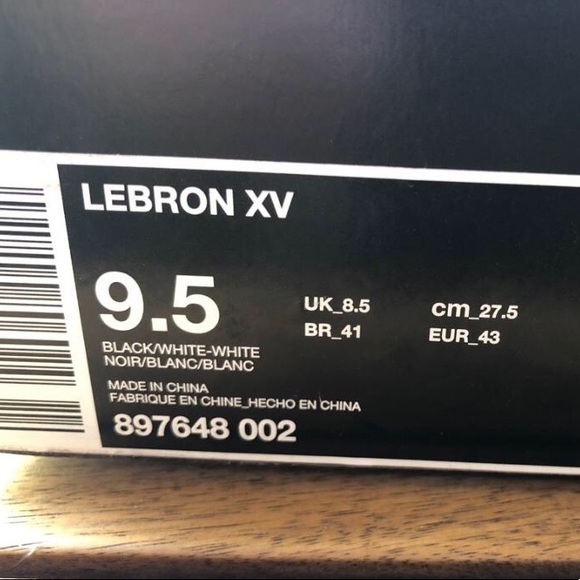 LEBRON XV
9.5
UK_8.5
cm_27.5
BR_41
EUR_43
BLACK/WHITE-WHITE
NOIR/BLANC/BLANC
MADE IN CHINA
FABRIQUE EN CHINE_HECHO EN CHINA
897648 002